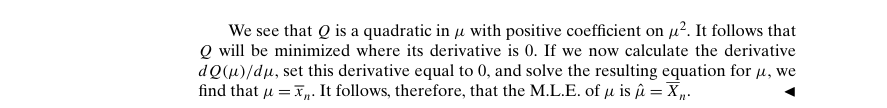 We see that Q is a quadratic in μ with positive coefficient on μ². It follows that
Q will be minimized where its derivative is 0. If we now calculate the derivative
dQ(μ)/dμ, set this derivative equal to 0, and solve the resulting equation for μ, we
find that μ = x̅ₙ. It follows, therefore, that the M.L.E. of μ is μ̂ = X̅ₙ. ◄